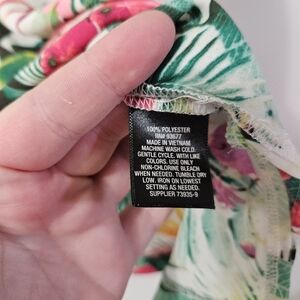 100% POLYESTER
RN# 93677
MADE IN VIETNAM
MACHINE WASH COLD.
GENTLE CYCLE. WITH LIKE
COLORS. USE ONLY
NON-CHLORINE BLEACH
WHEN NEEDED. TUMBLE DRY
LOW. IRON ON LOWEST
SETTING AS NEEDED.
SUPPLIER 73935-9